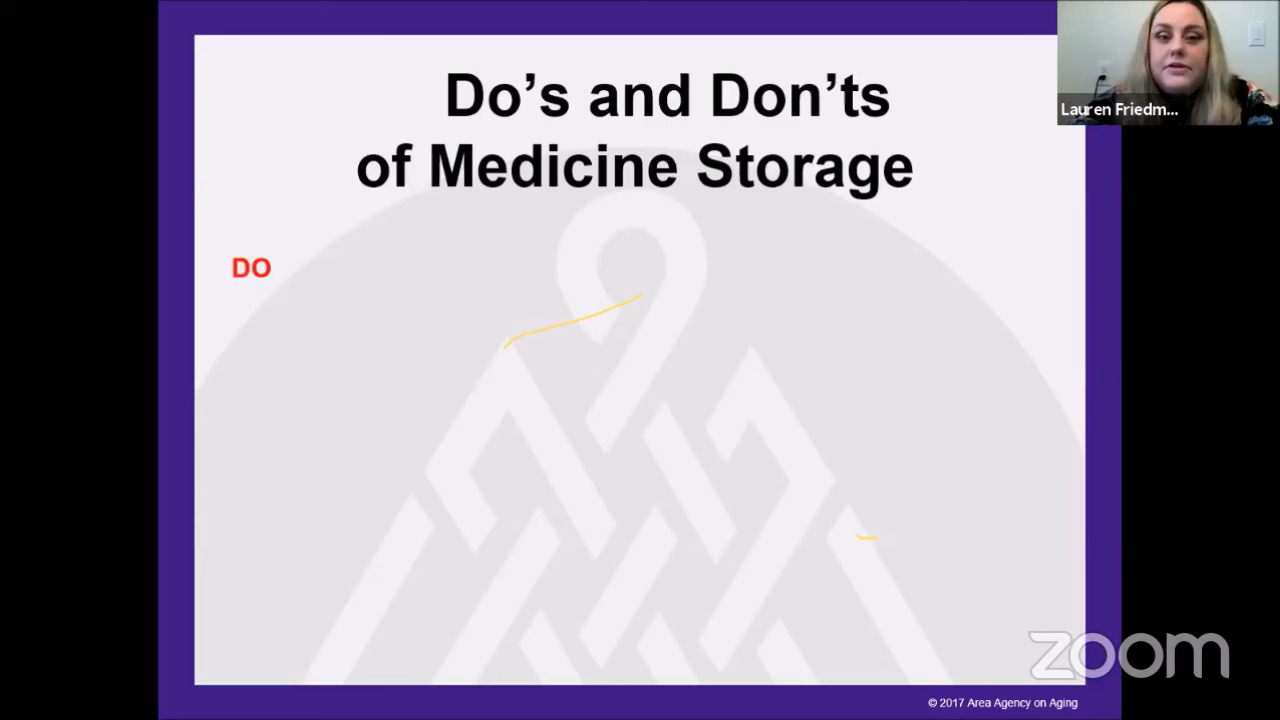 Do’s and Don’ts
of Medicine Storage
Lauren Friedm...
DO
zoom
© 2017 Area Agency on Aging